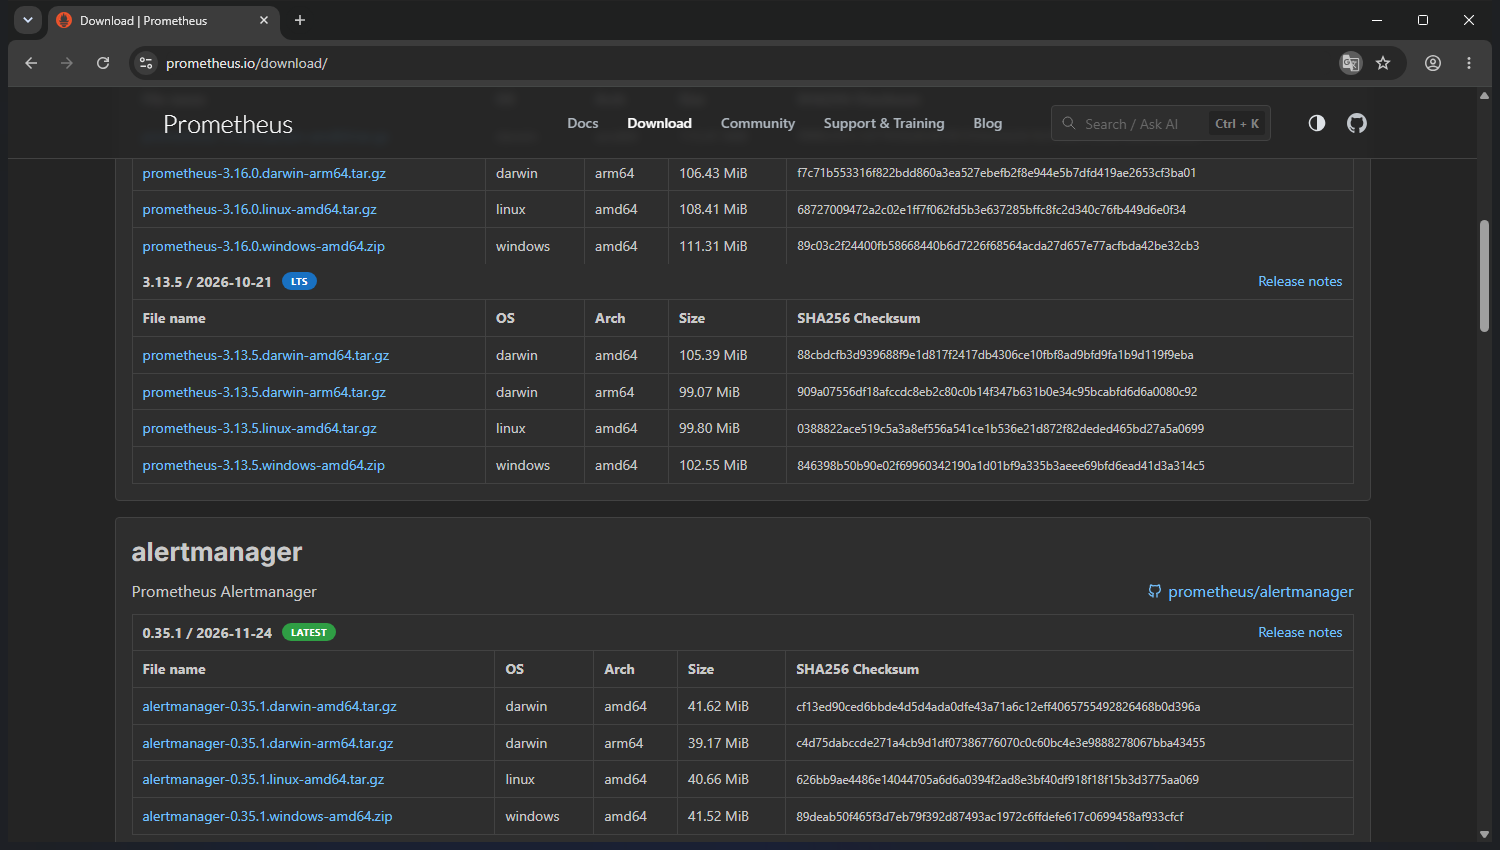 Download | Prometheus
prometheus.io/download/
Prometheus Docs Download Community Support & Training Blog Search / Ask AI Ctrl + K
prometheus-3.16.0.darwin-arm64.tar.gz darwin arm64 106.43 MiB f7c71b553316f822bdd860a3ea527ebefb2f8e944e5b7dfd419ae2653cf3ba01
prometheus-3.16.0.linux-amd64.tar.gz linux amd64 108.41 MiB 68727009472a2c02e1ff7f062fd5b3e637285bffc8fc2d340c76fb449d6e0f34
prometheus-3.16.0.windows-amd64.zip windows amd64 111.31 MiB 89c03c2f24400fb58668440b6d7226f68564acda27d657e77acfbda42be32cb3
3.13.5 / 2026-10-21 LTS Release notes
File name OS Arch Size SHA256 Checksum
prometheus-3.13.5.darwin-amd64.tar.gz darwin amd64 105.39 MiB 88cbdcfb3d939688f9e1d817f2417db4306ce10fbf8ad9bfd9fa1b9d119f9eba
prometheus-3.13.5.darwin-arm64.tar.gz darwin arm64 99.07 MiB 909a07556df18afccdc8eb2c80c0b14f347b631b0e34c95bcabfd6d6a0080c92
prometheus-3.13.5.linux-amd64.tar.gz linux amd64 99.80 MiB 0388822ace519c5a3a8ef556a541ce1b536e21d872f82deded465bd27a5a0699
prometheus-3.13.5.windows-amd64.zip windows amd64 102.55 MiB 846398b50b90e02f69960342190a1d01bf9a335b3aeee69bfd6ead41d3a314c5
alertmanager
Prometheus Alertmanager prometheus/alertmanager
0.35.1 / 2026-11-24 LATEST Release notes
File name OS Arch Size SHA256 Checksum
alertmanager-0.35.1.darwin-amd64.tar.gz darwin amd64 41.62 MiB cf13ed90ced6bbde4d5d4ada0dfe43a71a6c12eff4065755492826468b0d396a
alertmanager-0.35.1.darwin-arm64.tar.gz darwin arm64 39.17 MiB c4d75dabccde271a4cb9d1df07386776070c0c60bc4e3e9888278067bba43455
alertmanager-0.35.1.linux-amd64.tar.gz linux amd64 40.66 MiB 626bb9ae4486e14044705a6d6a0394f2ad8e3bf40df918f18f15b3d3775aa069
alertmanager-0.35.1.windows-amd64.zip windows amd64 41.52 MiB 89deab50f465f3d7eb79f392d87493ac1972c6ffdefe617c0699458af933cfcf